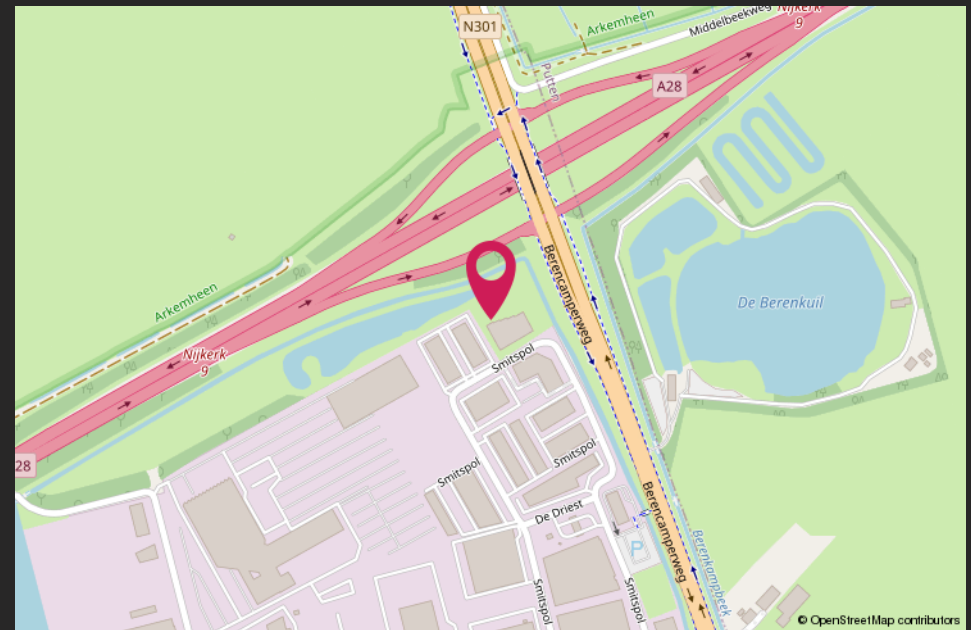 N301
Arkemheen
Middelbeekweg
Nijkerk
9
Putten
A28
Berencamperweg
De Berenkuil
Arkemheen
Nijkerk
9
Smitspol
28
Smitspol
Smitspol
De Driest
Berencamperweg
P
Berenkampbeek
Smitspol
Smitspol
© OpenStreetMap contributors